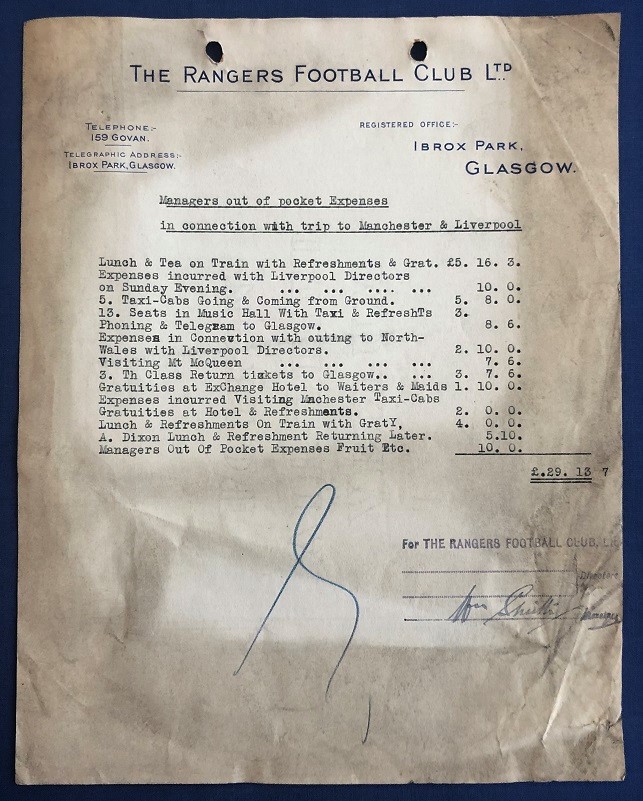 THE RANGERS FOOTBALL CLUB LTD
TELEPHONE:-
159 GOVAN.
TELEGRAPHIC ADDRESS:-
IBROX PARK, GLASGOW.
REGISTERED OFFICE:-
IBROX PARK,
GLASGOW.
Managers out of pocket Expenses
in connection with trip to Manchester & Liverpool
Lunch & Tea on Train with Refreshments & Grat. £5. 16. 3.
Expenses incurred with Liverpool Directors
on Sunday Evening. ... ... .... ... 10. 0.
5. Taxi-Cabs Going & Coming from Ground. 5. 8. 0.
13. Seats in Music Hall With Taxi & RefreshTs 3.
Phoning & Telegram to Glasgow. 8. 6.
Expenses in Connevtion with outing to North-
Wales with Liverpool Directors. 2. 10. 0.
Visiting Mt McQueen ... ... ... ... 7. 6.
3. Th Class Return tickets to Glasgow.. ... 3. 7. 6.
Gratuities at ExChange Hotel to Waiters & Maids 1. 10. 0.
Expenses incurred Visiting Machester Taxi-Cabs
Gratuities at Hotel & Refreshments. 2. 0. 0.
Lunch & Refreshments On Train with GratY, 4. 0. 0.
A. Dixon Lunch & Refreshment Returning Later. 5.10.
Managers Out Of Pocket Expenses Fruit Etc. 10. 0.
£.29. 13 7
For THE RANGERS FOOTBALL CLUB,
Wm Struth
Manager